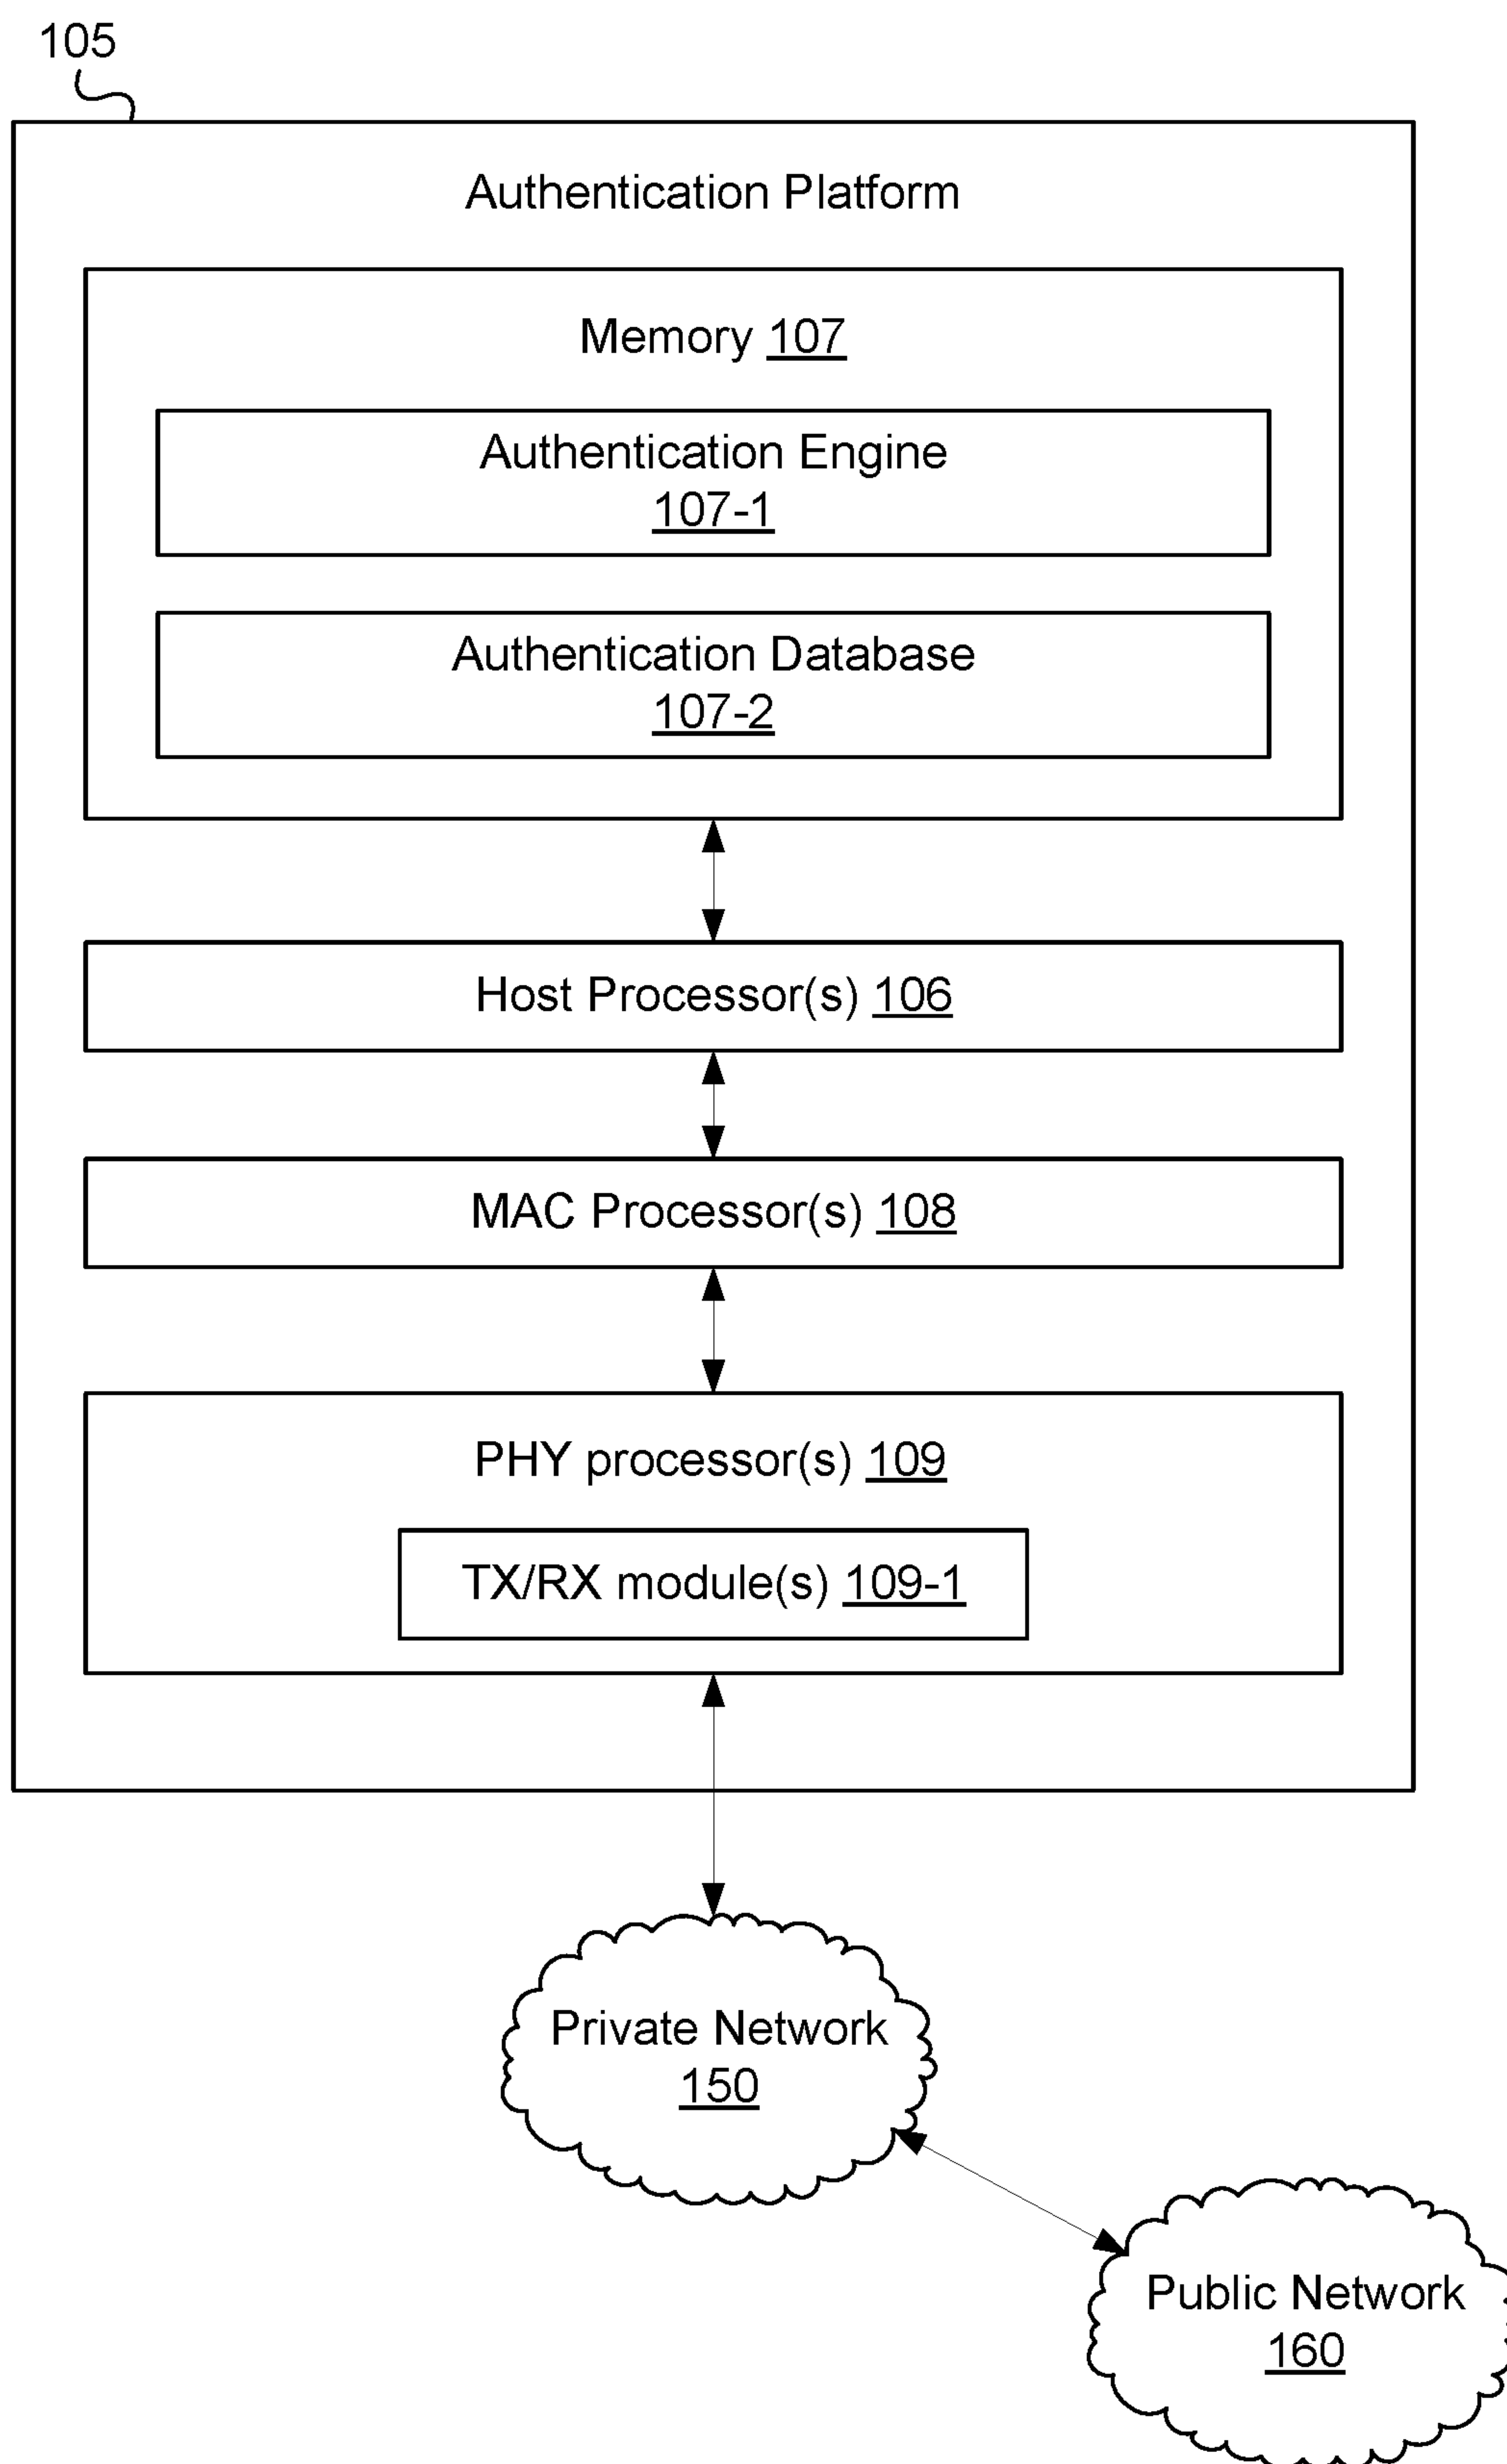 105
Authentication Platform
Memory 107
Authentication Engine
107-1
Authentication Database
107-2
Host Processor(s) 106
MAC Processor(s) 108
PHY processor(s) 109
TX/RX module(s) 109-1
Private Network
150
Public Network
160